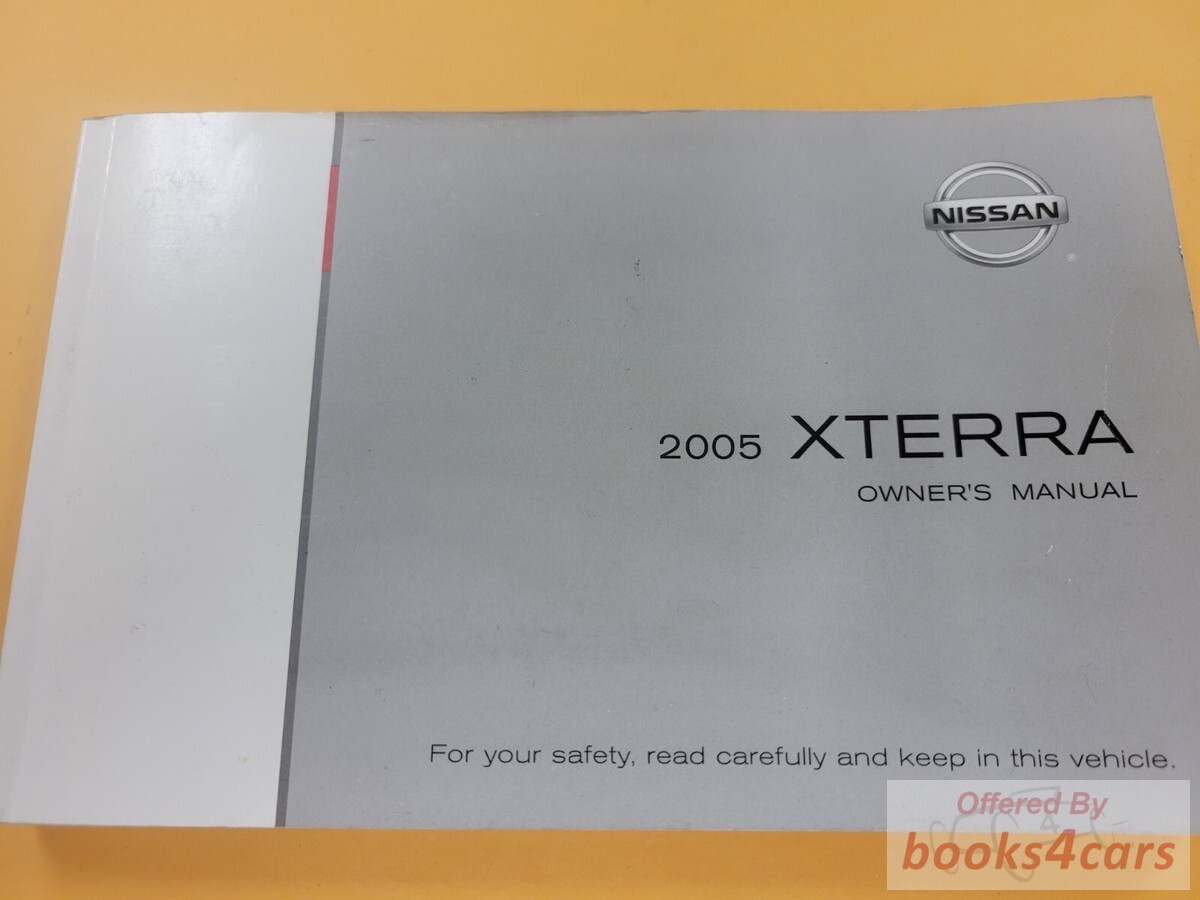 NISSAN
®
2005 XTERRA
OWNER'S MANUAL
For your safety, read carefully and keep in this vehicle.
Offered By
books4cars